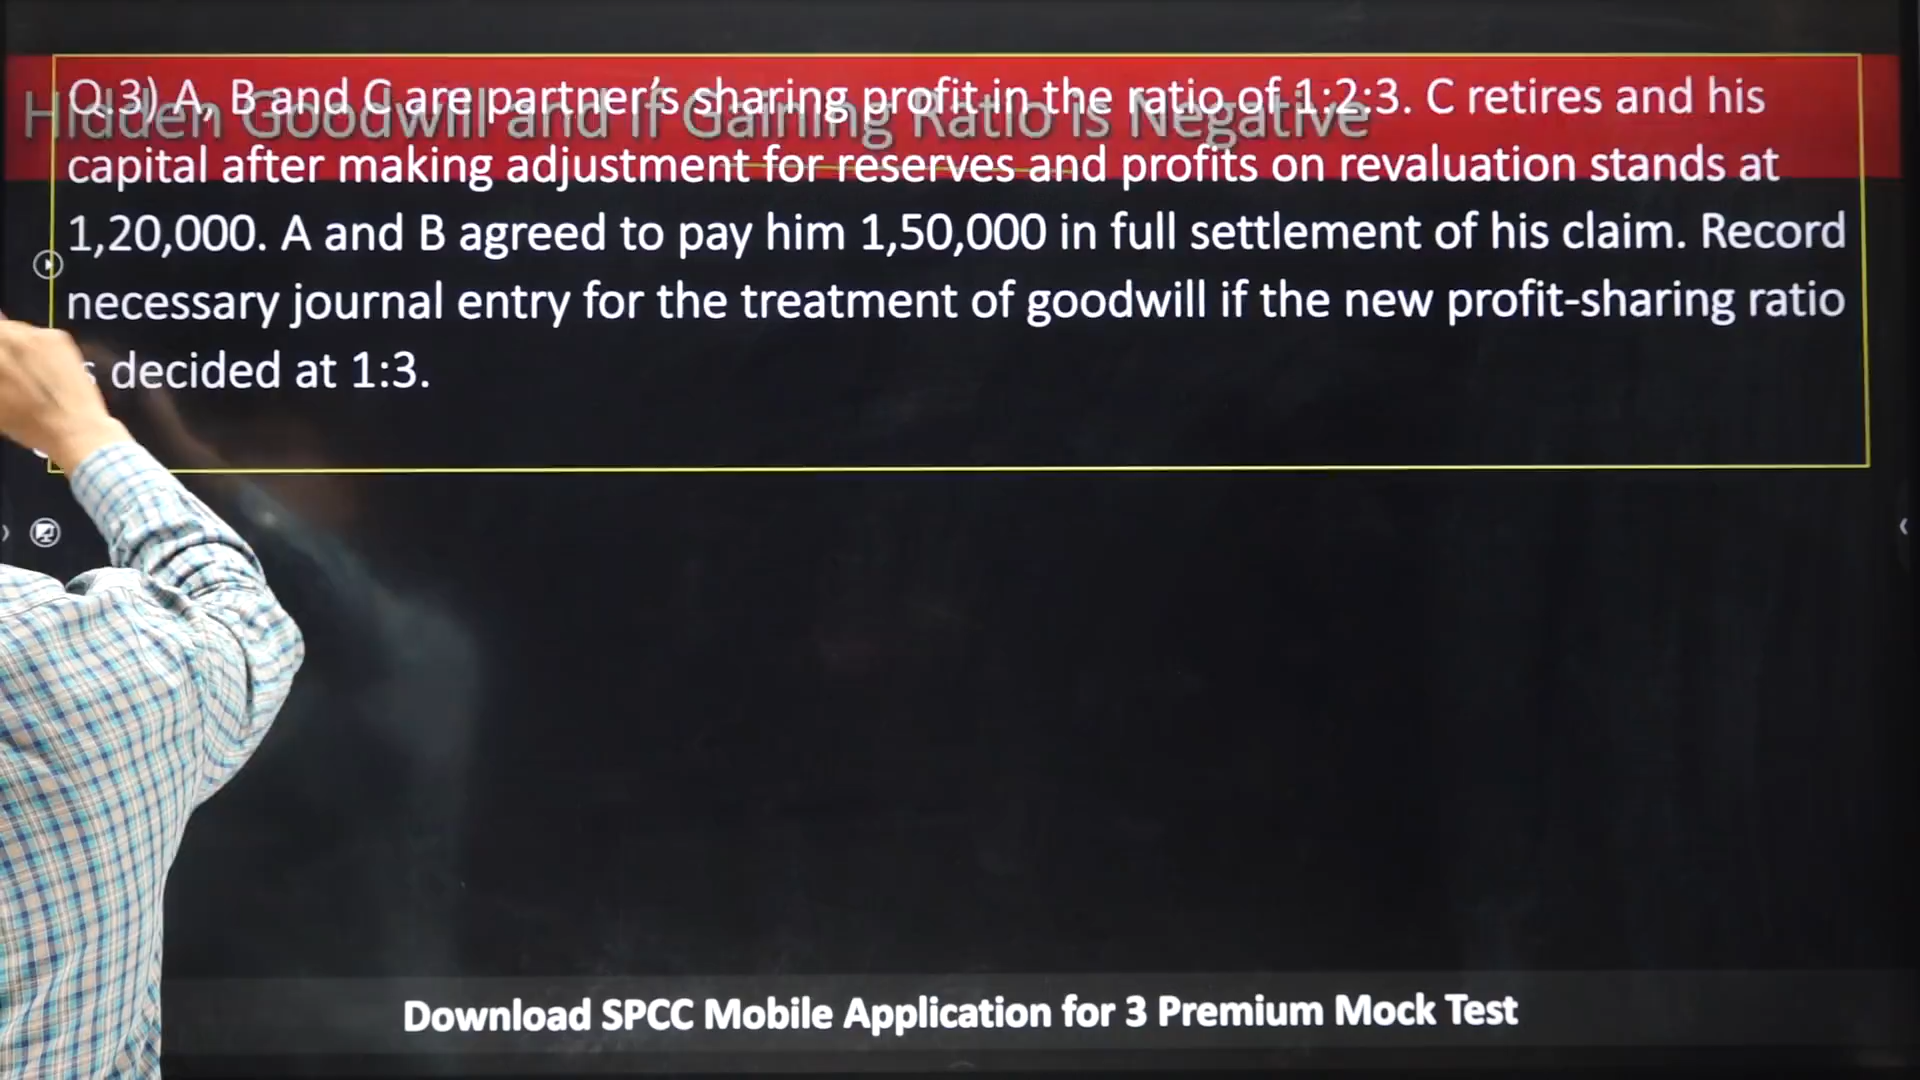 Hidden Goodwill and if Gaining Ratio is Negative
Q.3) A, B and C are partner's sharing profit in the ratio of 1:2:3. C retires and his
capital after making adjustment for reserves and profits on revaluation stands at
1,20,000. A and B agreed to pay him 1,50,000 in full settlement of his claim. Record
necessary journal entry for the treatment of goodwill if the new profit-sharing ratio
decided at 1:3.
Download SPCC Mobile Application for 3 Premium Mock Test